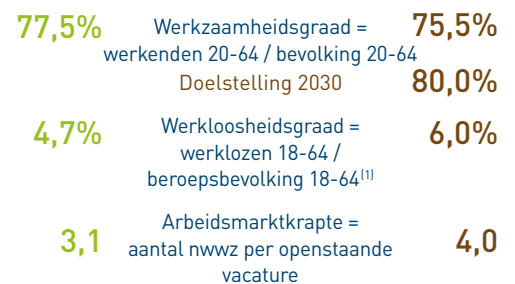 77,5% Werkzaamheidsgraad = 75,5%
werkenden 20-64 / bevolking 20-64
Doelstelling 2030 80,0%
4,7% Werkloosheidsgraad = 6,0%
werklozen 18-64 /
beroepsbevolking 18-64(1)
Arbeidsmarktkrapte =
3,1 aantal nwwz per openstaande 4,0
vacature